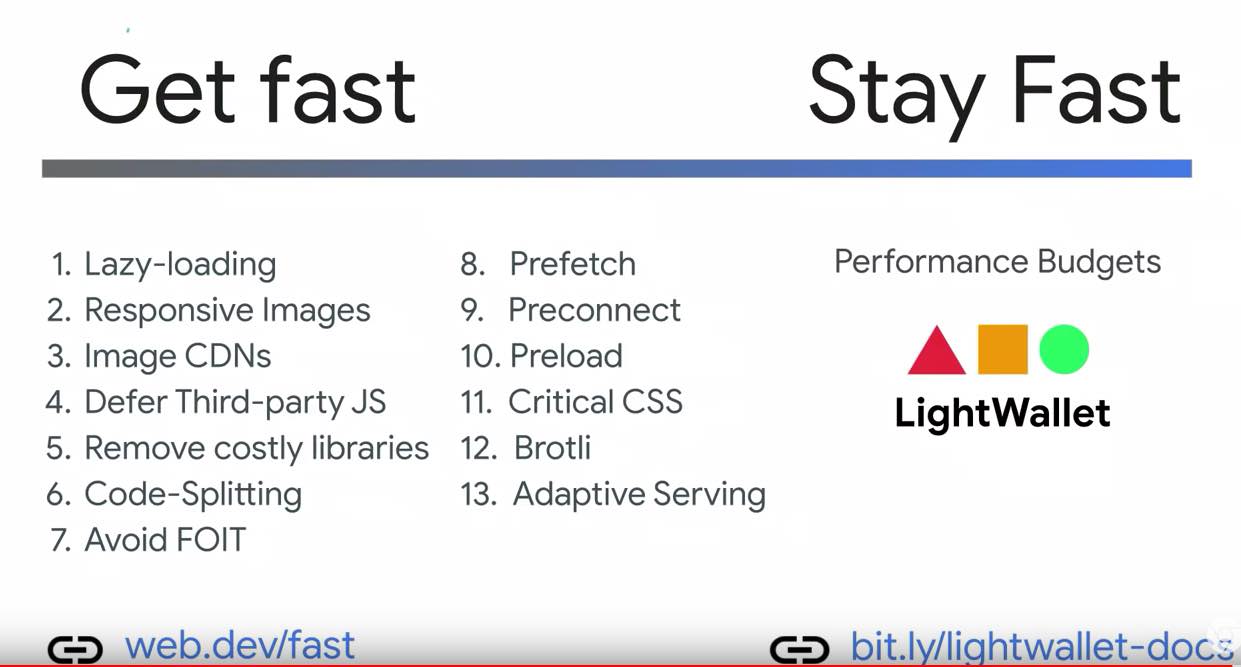 Get fast
Stay Fast
1. Lazy-loading
2. Responsive Images
3. Image CDNs
4. Defer Third-party JS
5. Remove costly libraries
6. Code-Splitting
7. Avoid FOIT
8. Prefetch
9. Preconnect
10. Preload
11. Critical CSS
12. Brotli
13. Adaptive Serving
Performance Budgets
LightWallet
web.dev/fast
bit.ly/lightwallet-docs